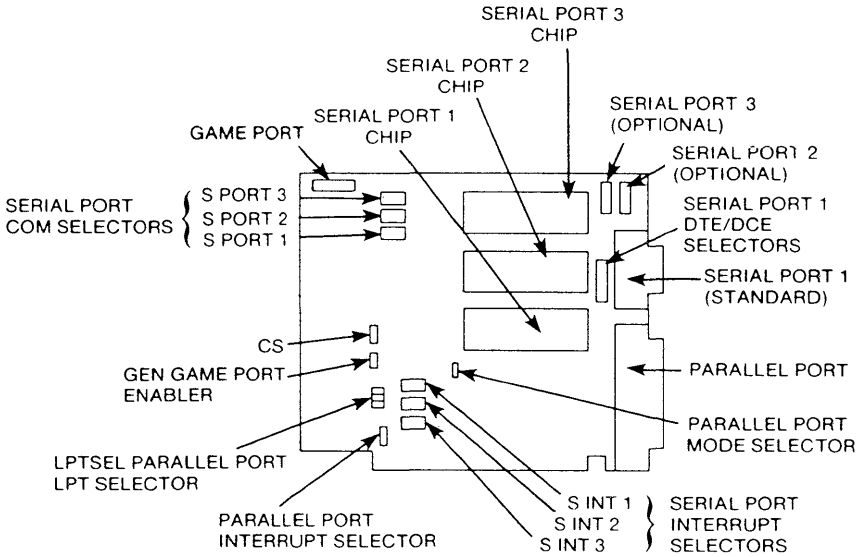 SERIAL PORT 3
CHIP
SERIAL PORT 2
CHIP
SERIAL PORT 1
CHIP
GAME PORT
SERIAL PORT 3
(OPTIONAL)
SERIAL PORT 2
(OPTIONAL)
SERIAL PORT
COM SELECTORS
S PORT 3
S PORT 2
S PORT 1
SERIAL PORT 1
DTE/DCE
SELECTORS
SERIAL PORT 1
(STANDARD)
CS
GEN GAME PORT
ENABLER
PARALLEL PORT
PARALLEL PORT
MODE SELECTOR
LPTSEL PARALLEL PORT
LPT SELECTOR
PARALLEL PORT
INTERRUPT SELECTOR
S INT 1
S INT 2
S INT 3
SERIAL PORT
INTERRUPT
SELECTORS